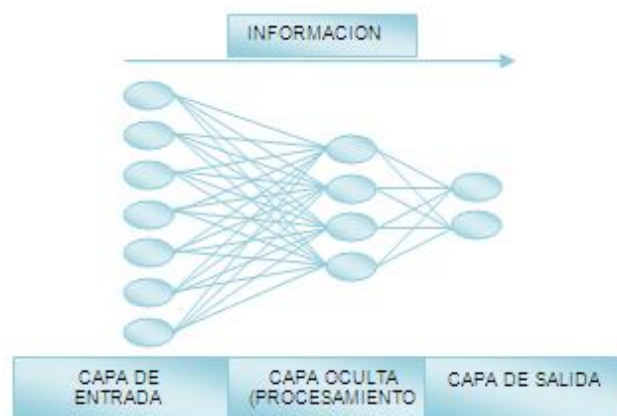 INFORMACION
CAPA DE
ENTRADA
CAPA OCULTA
(PROCESAMIENTO
CAPA DE SALIDA